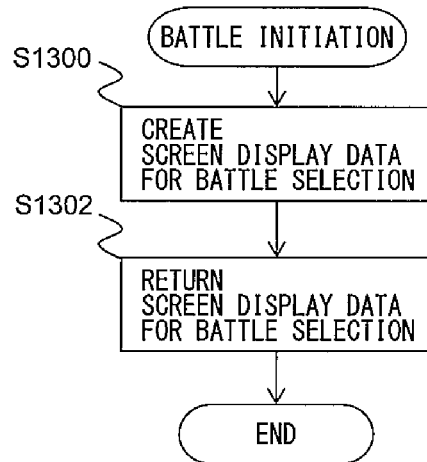 BATTLE INITIATION
S1300
CREATE
SCREEN DISPLAY DATA
FOR BATTLE SELECTION
S1302
RETURN
SCREEN DISPLAY DATA
FOR BATTLE SELECTION
END